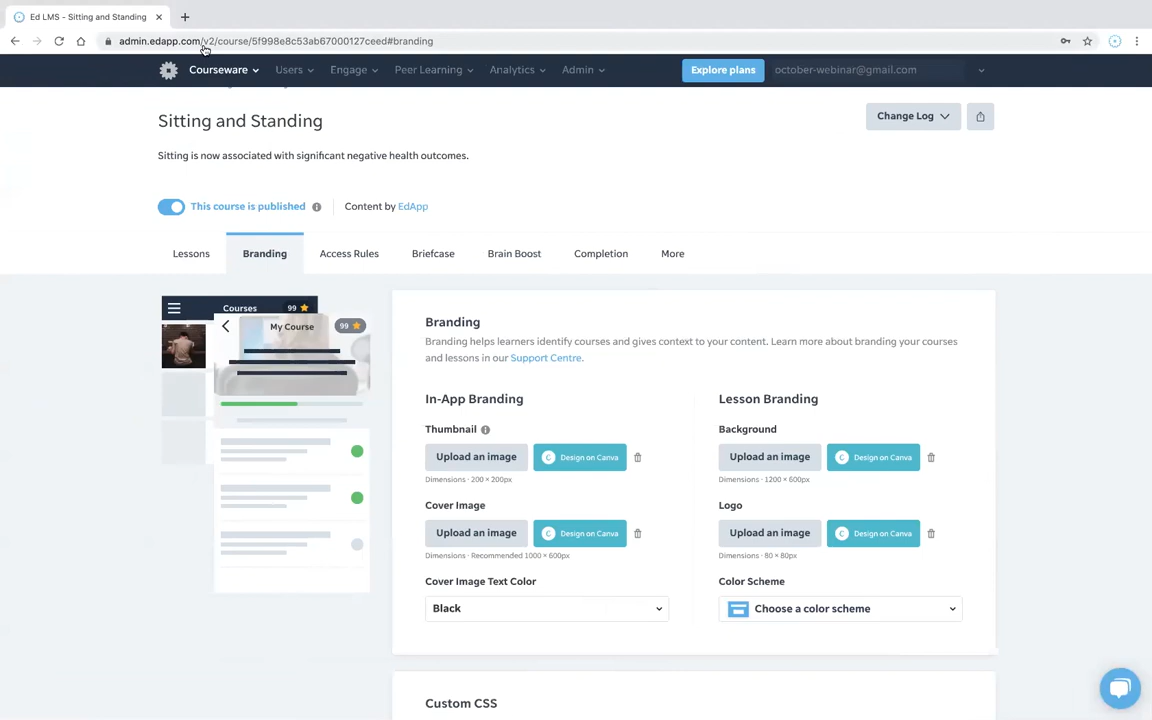 Ed LMS - Sitting and Standing
admin.edapp.com/v2/course/5f998e8c53ab67000127ceed#branding
Courseware Users Engage Peer Learning Analytics Admin Explore plans october-webinar@gmail.com
Sitting and Standing
Change Log
Sitting is now associated with significant negative health outcomes.
This course is published Content by EdApp
Lessons Branding Access Rules Briefcase Brain Boost Completion More
Courses 99
My Course 99
Branding
Branding helps learners identify courses and gives context to your content. Learn more about branding your courses
and lessons in our Support Centre.
In-App Branding
Thumbnail
Upload an image Design on Canva
Dimensions · 200 × 200px
Cover Image
Upload an image Design on Canva
Dimensions · Recommended 1000 × 600px
Cover Image Text Color
Black
Lesson Branding
Background
Upload an image Design on Canva
Dimensions · 1200 × 600px
Logo
Upload an image Design on Canva
Dimensions · 80 × 80px
Color Scheme
Choose a color scheme
Custom CSS